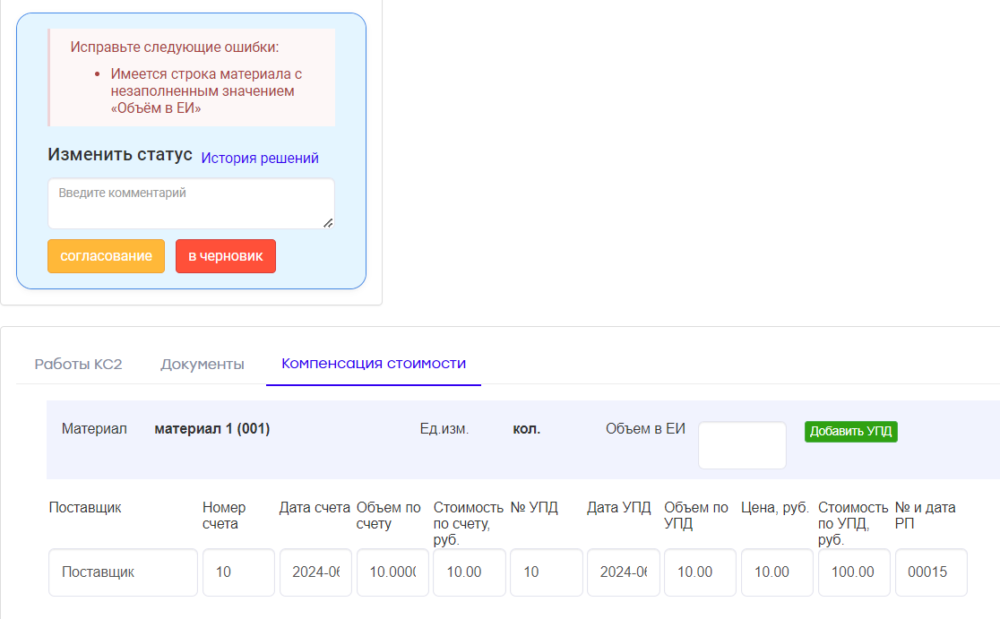 Исправьте следующие ошибки:
• Имеется строка материала с
незаполненным значением
«Объём в ЕИ»
Изменить статус История решений
Введите комментарий
согласование в черновик
Работы КС2 Документы Компенсация стоимости
Материал материал 1 (001) Ед.изм. кол. Объем в ЕИ Добавить УПД
Поставщик Номер счета Дата счета Объем по счету Стоимость по счету, руб. № УПД Дата УПД Объем по УПД Цена, руб. Стоимость по УПД, руб. № и дата РП
Поставщик 10 2024-06 10.0000 10.00 10 2024-06 10.00 10.00 100.00 00015